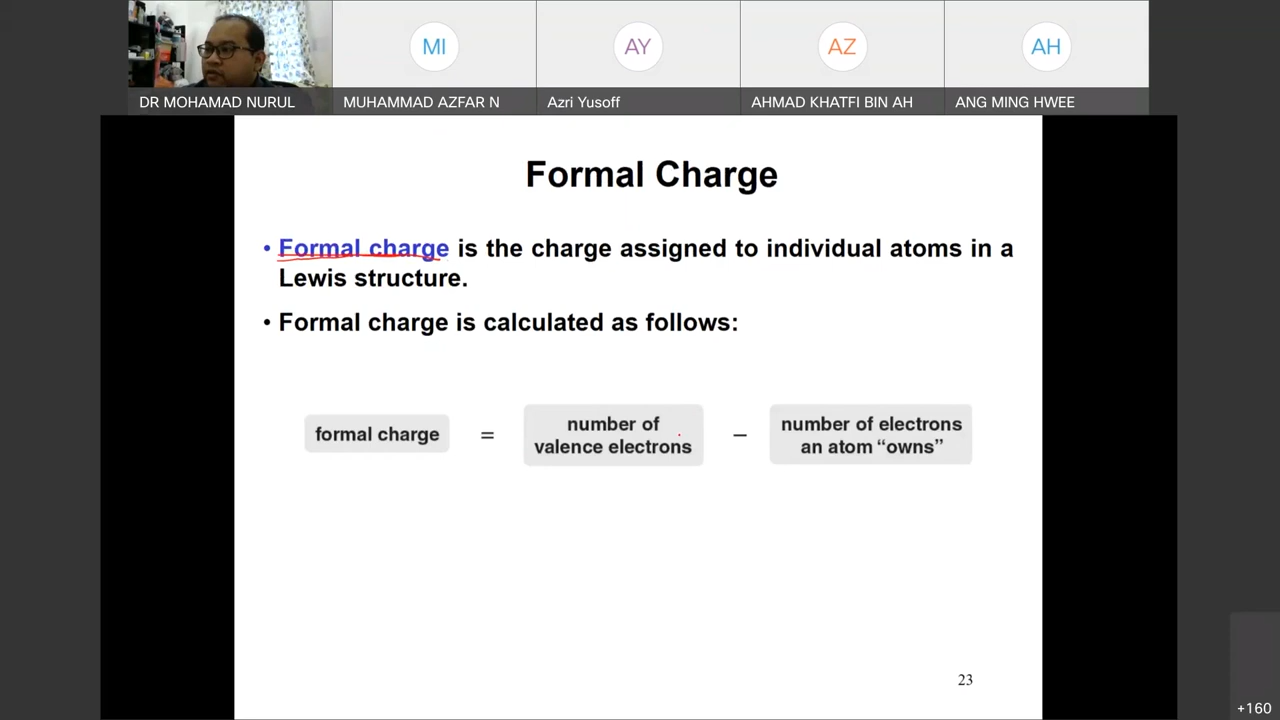 MI
AY
AZ
AH
DR MOHAMAD NURUL
MUHAMMAD AZFAR N
Azri Yusoff
AHMAD KHATFI BIN AH
ANG MING HWEE
Formal Charge
• Formal charge is the charge assigned to individual atoms in a
Lewis structure.
• Formal charge is calculated as follows:
formal charge
=
number of
valence electrons
–
number of electrons
an atom “owns”
23
+160